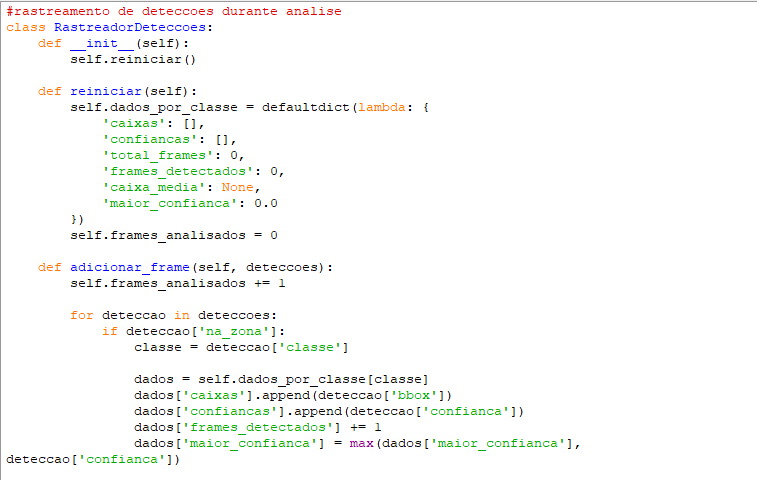 #rastreamento de deteccoes durante analise
class RastreadorDeteccoes:
    def __init__(self):
        self.reiniciar()

    def reiniciar(self):
        self.dados_por_classe = defaultdict(lambda: {
            'caixas': [],
            'confiancas': [],
            'total_frames': 0,
            'frames_detectados': 0,
            'caixa_media': None,
            'maior_confianca': 0.0
        })
        self.frames_analisados = 0

    def adicionar_frame(self, deteccoes):
        self.frames_analisados += 1

        for deteccao in deteccoes:
            if deteccao['na_zona']:
                classe = deteccao['classe']

                dados = self.dados_por_classe[classe]
                dados['caixas'].append(deteccao['bbox'])
                dados['confiancas'].append(deteccao['confianca'])
                dados['frames_detectados'] += 1
                dados['maior_confianca'] = max(dados['maior_confianca'],
deteccao['confianca'])